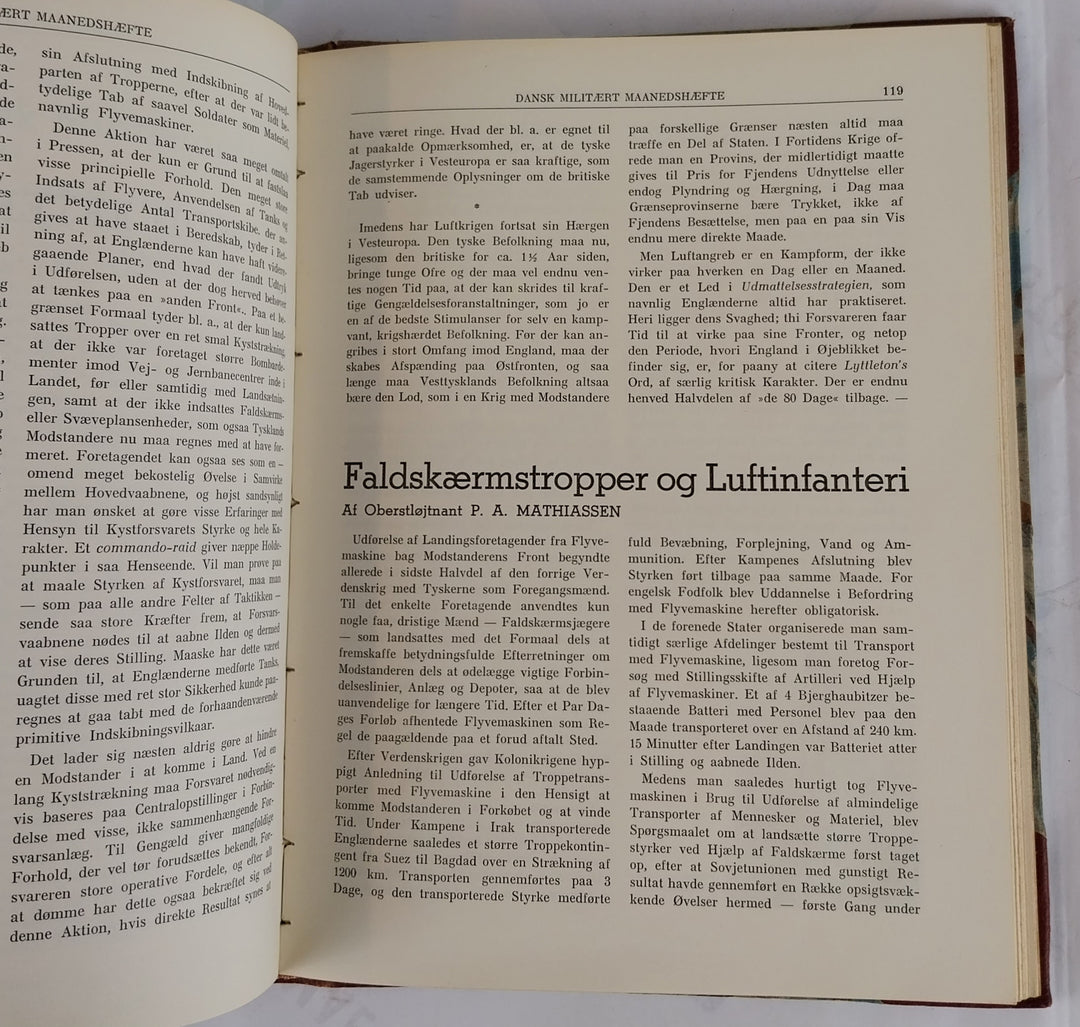 ÆRT MAANEDSHÆFTE
sin Afslutning med Indskibning af Hoved-
parten af Tropperne, efter at der var lidt be-
tydelige Tab af saavel Soldater som Materiel,
navnlig Flyvemaskiner.
Denne Aktion har været saa meget omtalt
i Pressen, at der kun er Grund til at fastslaa
visse principielle Forhold. Den meget store
Indsats af Flyvere, Anvendelsen af Tanks og
det betydelige Antal Transportskibe, der an-
gives at have staaet i Beredskab, tyder i Ret-
ning af, at Englænderne kan have haft videre-
gaaende Planer, end hvad der fandt Udtryk
i Udførelsen, uden at der dog herved behøver
at tænkes paa en »anden Front«. Paa et be-
grænset Formaal tyder bl. a., at der kun land-
sattes Tropper over en ret smal Kyststrækning,
at der ikke var foretaget større Bombarde-
menter imod Vej- og Jernbanecentrer inde i
Landet, før eller samtidig med Landsætnin-
gen, samt at der ikke indsattes Faldskærms-
eller Svæveplansenheder, som ogsaa Tysklands
Modstandere nu maa regnes med at have for-
meret. Foretagendet kan ogsaa ses som en —
omend meget bekostelig Øvelse i Samvirke
mellem Hovedvaabnene, og højst sandsynligt
har man ønsket at gøre visse Erfaringer med
Hensyn til Kystforsvarets Styrke og hele Ka-
rakter. Et commando-raid giver næppe Holde-
punkter i saa Henseende. Vil man prøve paa
at maale Styrken af Kystforsvaret, maa man
— som paa alle andre Felter af Taktikken —
sende saa store Kræfter frem, at Forsvars-
vaabnene nødes til at aabne Ilden og dermed
at vise deres Stilling. Maaske har dette været
Grunden til, at Englænderne medførte Tanks,
uagtet disse med ret stor Sikkerhed kunde paa-
regnes at gaa tabt med de forhaandenværende
primitive Indskibningsvilkaar.
Det lader sig næsten aldrig gøre at hindre
en Modstander i at komme i Land. Ved en
lang Kyststrækning maa Forsvaret nødvendig-
vis baseres paa Centralopstillinger i Forbin-
delse med visse, ikke sammenhængende For-
svarsanlæg. Til Gengæld giver mangfoldige
Forhold, der vel tør forudsættes bekendt, For-
svareren store operative Fordele, og efter alt
at dømme har dette ogsaa bekræftet sig ved
denne Aktion, hvis direkte Resultat synes at
DANSK MILITÆRT MAANEDSHÆFTE
119
have været ringe. Hvad der bl. a. er egnet til
at paakalde Opmærksomhed, er, at de tyske
Jagerstyrker i Vesteuropa er saa kraftige, som
de samstemmende Oplysninger om de britiske
Tab udviser.
*
Imedens har Luftkrigen fortsat sin Hærgen
i Vesteuropa. Den tyske Befolkning maa nu,
ligesom den britiske for ca. 1½ Aar siden,
bringe tunge Ofre og der maa vel endnu ven-
tes nogen Tid paa, at der kan skrides til kraf-
tige Gengældelsesforanstaltninger, som jo er
en af de bedste Stimulanser for selv en kamp-
vant, krigshærdet Befolkning. Før der kan an-
gribes i stort Omfang imod England, maa der
skabes Afspænding paa Østfronten, og saa
længe maa Vesttysklands Befolkning altsaa
bære den Lod, som i en Krig med Modstandere
paa forskellige Grænser næsten altid maa
træffe en Del af Staten. I Fortidens Krige of-
rede man en Provins, der midlertidigt maatte
gives til Pris for Fjendens Udnyttelse eller
endog Plyndring og Hærgning, i Dag maa
Grænseprovinserne bære Trykket, ikke af
Fjendens Besættelse, men paa en paa sin Vis
endnu mere direkte Maade.
Men Luftangreb er en Kampform, der ikke
virker paa hverken en Dag eller en Maaned.
Den er et Led i Udmattelsesstrategien, som
navnlig Englænderne altid har praktiseret.
Heri ligger dens Svaghed; thi Forsvareren faar
Tid til at virke paa sine Fronter, og netop
den Periode, hvori England i Øjeblikket be-
finder sig, er, for paany at citere Lyttleton's
Ord, af særlig kritisk Karakter. Der er endnu
henved Halvdelen af »de 80 Dage« tilbage. —
Faldskærmstropper og Luftinfanteri
Af Oberstløjtnant P. A. MATHIASSEN
Udførelse af Landingsforetagender fra Flyve-
maskine bag Modstanderens Front begyndte
allerede i sidste Halvdel af den forrige Ver-
denskrig med Tyskerne som Foregangsmænd.
Til det enkelte Foretagende anvendtes kun
nogle faa, dristige Mænd — Faldskærmsjægere
— som landsattes med det Formaal dels at
fremskaffe betydningsfulde Efterretninger om
Modstanderen dels at ødelægge vigtige Forbin-
delseslinier, Anlæg og Depoter, saa at de blev
uanvendelige for længere Tid. Efter et Par Da-
ges Forløb afhentede Flyvemaskinen som Re-
gel de paagældende paa et forud aftalt Sted.
Efter Verdenskrigen gav Kolonikrigene hyp-
pigt Anledning til Udførelse af Troppetrans-
porter med Flyvemaskine i den Hensigt at
komme Modstanderen i Forkøbet og at vinde
Tid. Under Kampene i Irak transporterede
Englænderne saaledes et større Troppekontin-
gent fra Suez til Bagdad over en Strækning af
1200 km. Transporten gennemførtes paa 3
Dage, og den transporterede Styrke medførte
fuld Bevæbning, Forplejning, Vand og Am-
munition. Efter Kampenes Afslutning blev
Styrken ført tilbage paa samme Maade. For
engelsk Fodfolk blev Uddannelse i Befordring
med Flyvemaskine herefter obligatorisk.
I de forenede Stater organiserede man sam-
tidigt særlige Afdelinger bestemt til Transport
med Flyvemaskine, ligesom man foretog For-
søg med Stillingsskifte af Artilleri ved Hjælp
af Flyvemaskiner. Et af 4 Bjerghaubitzer be-
staaende Batteri med Personel blev paa den
Maade transporteret over en Afstand af 240 km.
15 Minutter efter Landingen var Batteriet atter
i Stilling og aabnede Ilden.
Medens man saaledes hurtigt tog Flyve-
maskinen i Brug til Udførelse af almindelige
Transporter af Mennesker og Materiel, blev
Spørgsmaalet om at landsætte større Troppe-
styrker ved Hjælp af Faldskærme først taget
op, efter at Sovjetunionen med gunstigt Re-
sultat havde gennemført en Række opsigtsvæk-
kende Øvelser hermed — første Gang under